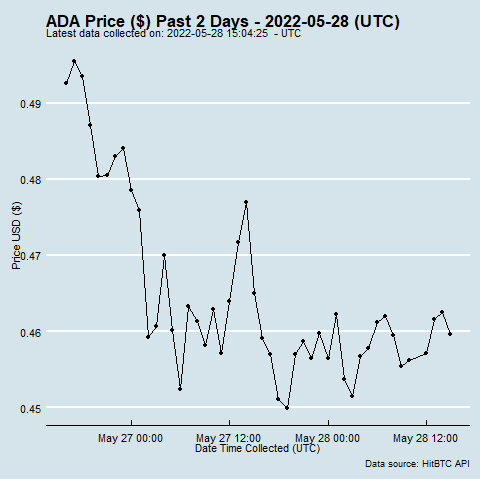 ADA Price ($) Past 2 Days - 2022-05-28 (UTC)
Latest data collected on: 2022-05-28 15:04:25 - UTC
0.49
0.48
0.47
0.46
0.45
Price USD ($)
May 27 00:00 May 27 12:00 May 28 00:00 May 28 12:00
Date Time Collected (UTC)
Data source: HitBTC API